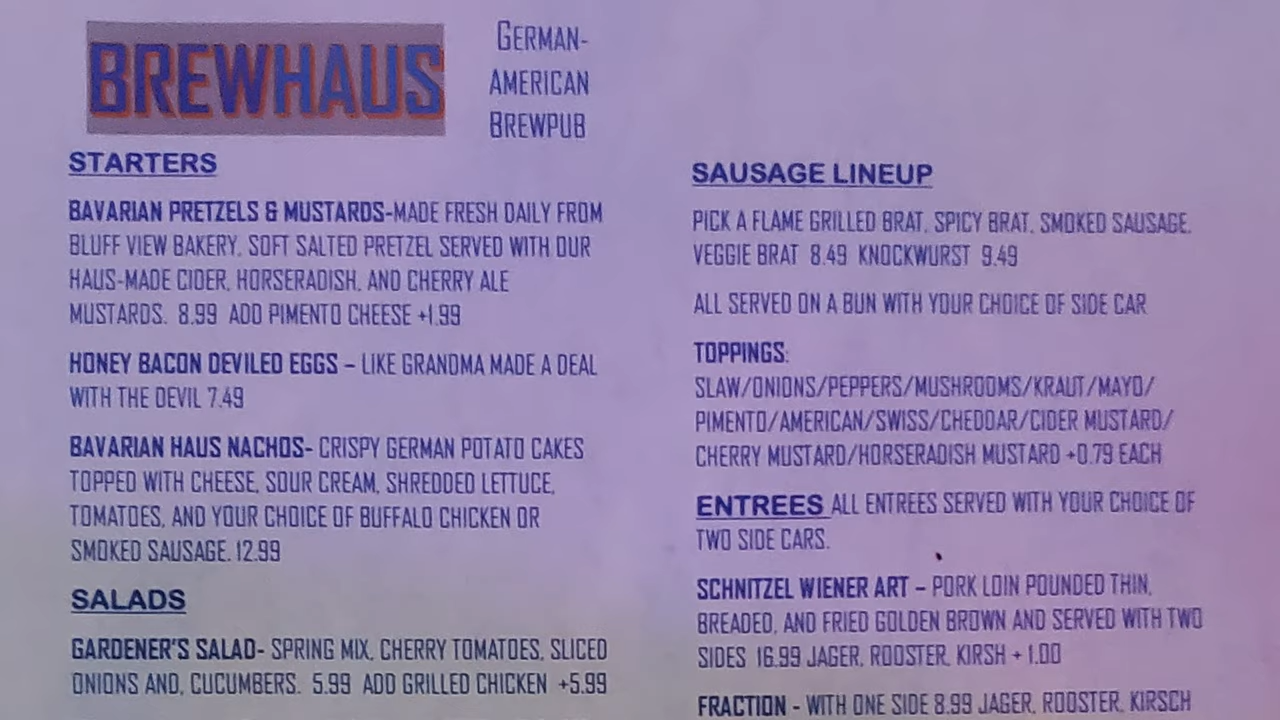 BREWHAUS
GERMAN-
AMERICAN
BREWPUB
STARTERS
BAVARIAN PRETZELS & MUSTARDS-MADE FRESH DAILY FROM
BLUFF VIEW BAKERY, SOFT SALTED PRETZEL SERVED WITH OUR
HAUS-MADE CIDER, HORSERADISH, AND CHERRY ALE
MUSTARDS. 8.99 ADD PIMENTO CHEESE +1.99
HONEY BACON DEVILED EGGS – LIKE GRANDMA MADE A DEAL
WITH THE DEVIL 7.49
BAVARIAN HAUS NACHOS- CRISPY GERMAN POTATO CAKES
TOPPED WITH CHEESE, SOUR CREAM, SHREDDED LETTUCE,
TOMATOES, AND YOUR CHOICE OF BUFFALO CHICKEN OR
SMOKED SAUSAGE. 12.99
SALADS
GARDENER'S SALAD- SPRING MIX, CHERRY TOMATOES, SLICED
ONIONS AND, CUCUMBERS. 5.99 ADD GRILLED CHICKEN +5.99
SAUSAGE LINEUP
PICK A FLAME GRILLED BRAT, SPICY BRAT, SMOKED SAUSAGE,
VEGGIE BRAT 8.49 KNOCKWURST 9.49
ALL SERVED ON A BUN WITH YOUR CHOICE OF SIDE CAR
TOPPINGS:
SLAW/ONIONS/PEPPERS/MUSHROOMS/KRAUT/MAYO/
PIMENTO/AMERICAN/SWISS/CHEDDAR/CIDER MUSTARD/
CHERRY MUSTARD/HORSERADISH MUSTARD +0.79 EACH
ENTREES ALL ENTREES SERVED WITH YOUR CHOICE OF
TWO SIDE CARS.
SCHNITZEL WIENER ART – PORK LOIN POUNDED THIN,
BREADED, AND FRIED GOLDEN BROWN AND SERVED WITH TWO
SIDES 16.99 JAGER, ROOSTER, KIRSH + 1.00
FRACTION - WITH ONE SIDE 8.99 JAGER, ROOSTER, KIRSCH